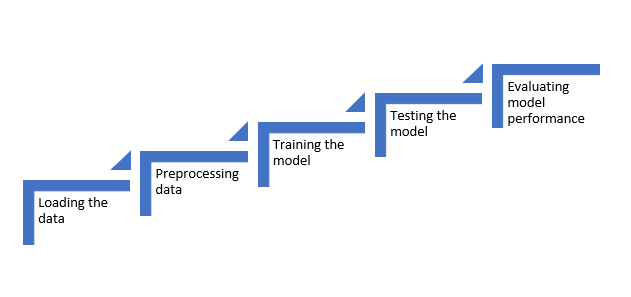 Loading the
data
Preprocessing
data
Training the
model
Testing the
model
Evaluating
model
performance